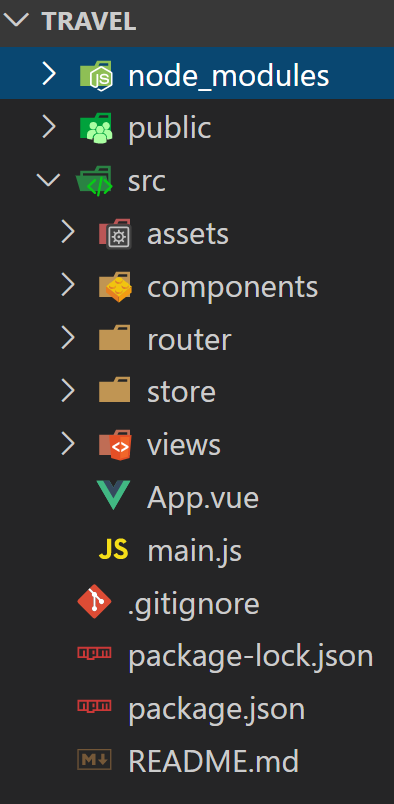 TRAVEL
node_modules
public
src
assets
components
router
store
views
App.vue
JS main.js
.gitignore
package-lock.json
package.json
README.md